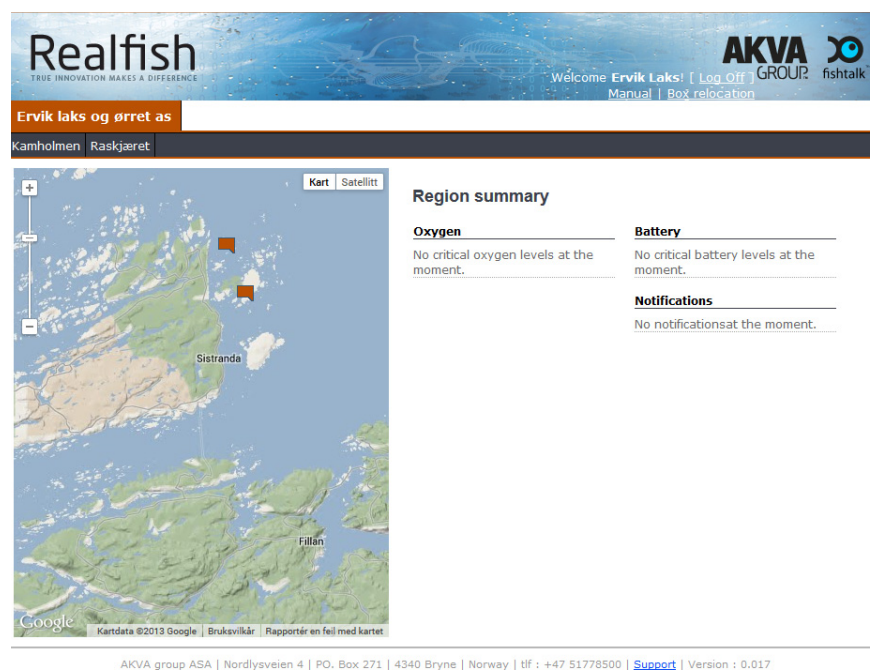 Realfish
TRUE INNOVATION MAKES A DIFFERENCE
AKVA
GROUP
fishtalk
Welcome Ervik Laks! [ Log Off ]
Manual | Box relocation
Ervik laks og ørret as
Kamholmen Raskjæret
Kart Satellitt
Sistranda
Fillan
Google
Kartdata ©2013 Google Bruksvilkår Rapportér en feil med kartet
Region summary
Oxygen
No critical oxygen levels at the
moment.
Battery
No critical battery levels at the
moment.
Notifications
No notificationsat the moment.
AKVA group ASA | Nordlysveien 4 | PO. Box 271 | 4340 Bryne | Norway | tlf : +47 51778500 | Support | Version : 0.017